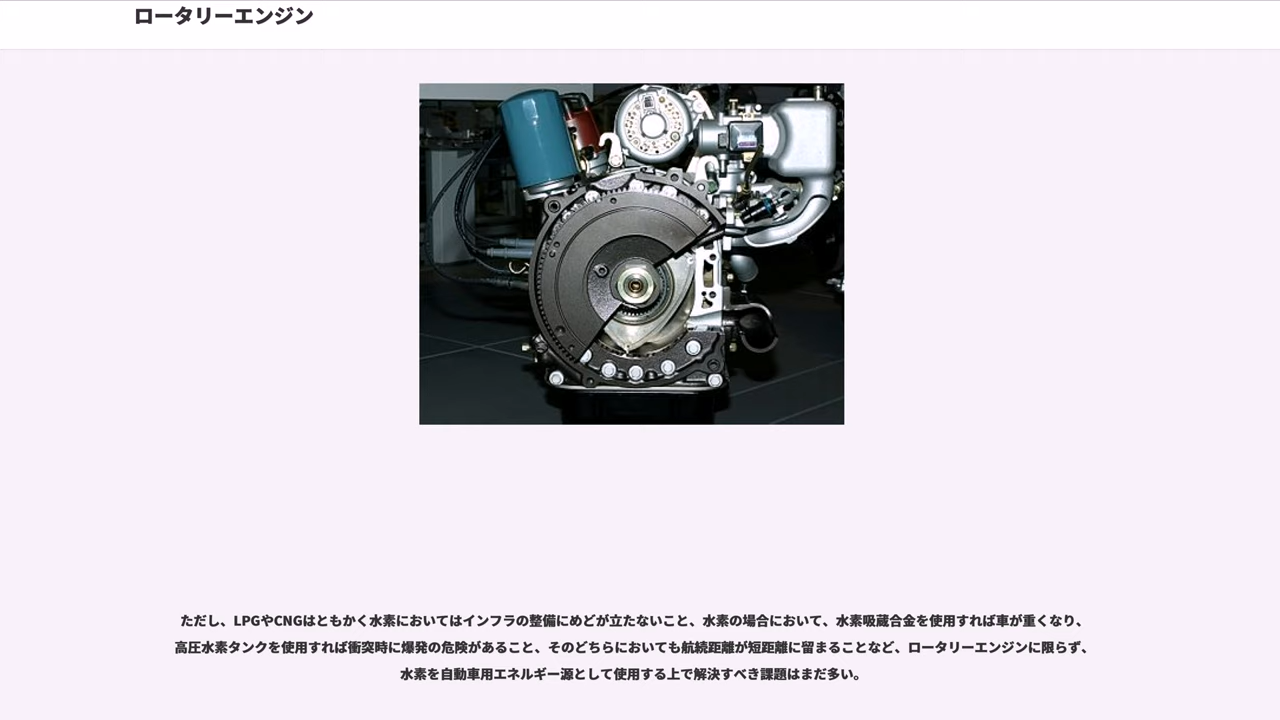 ロータリーエンジン
ただし、LPGやCNGはともかく水素においてはインフラの整備にめどが立たないこと、水素の場合において、水素吸蔵合金を使用すれば車が重くなり、
高圧水素タンクを使用すれば衝突時に爆発の危険があること、そのどちらにおいても航続距離が短距離に留まることなど、ロータリーエンジンに限らず、
水素を自動車用エネルギー源として使用する上で解決すべき課題はまだ多い。